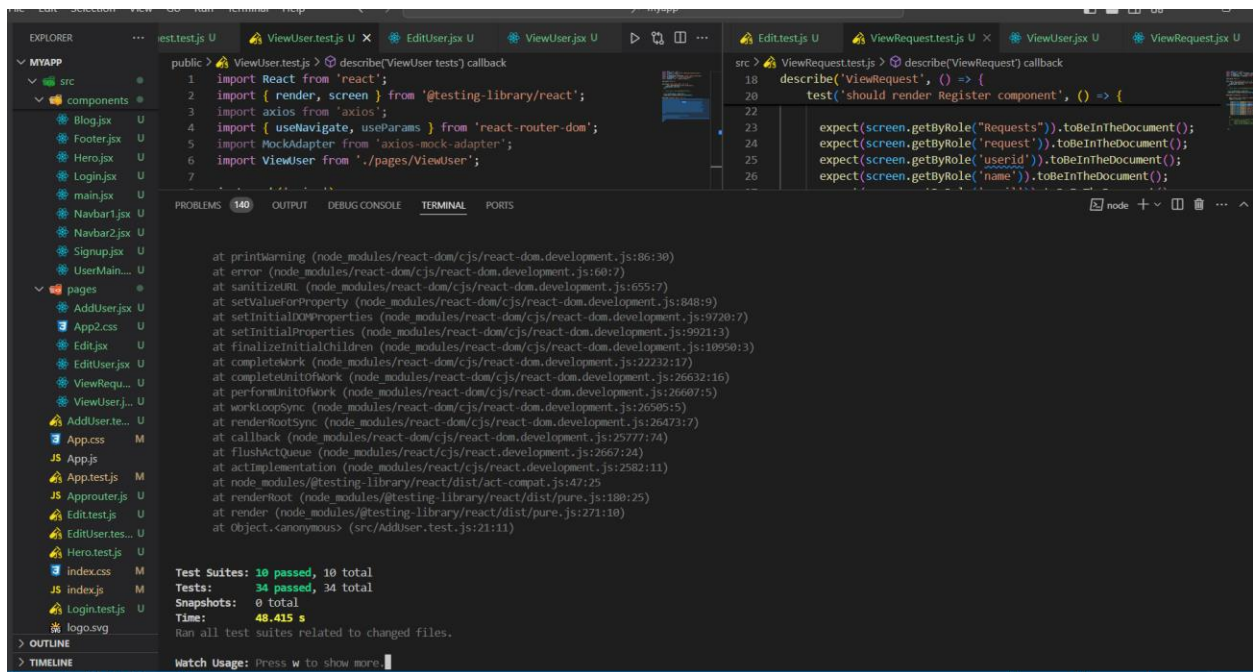 File Edit Selection View Go Run Terminal Help
myapp
EXPLORER
MYAPP
src
components
Blog.jsx U
Footer.jsx U
Hero.jsx U
Login.jsx U
main.jsx U
Navbar1.jsx U
Navbar2.jsx U
Signup.jsx U
UserMain.... U
pages
AddUser.jsx U
App2.css U
Edit.jsx U
EditUser.jsx U
ViewRequ... U
ViewUser.j... U
AddUser.te... U
App.css M
JS App.js
App.test.js M
JS Approuter.js U
Edit.test.js U
EditUser.tes... U
Hero.test.js U
index.css M
JS index.js M
Login.test.js U
logo.svg
OUTLINE
TIMELINE
est.test.js U ViewUser.test.js U X EditUser.jsx U ViewUser.jsx U
public > ViewUser.test.js > describe('ViewUser tests') callback
1 import React from 'react';
2 import { render, screen } from '@testing-library/react';
3 import axios from 'axios';
4 import { useNavigate, useParams } from 'react-router-dom';
5 import MockAdapter from 'axios-mock-adapter';
6 import ViewUser from './pages/ViewUser';
7
Edit.test.js U ViewRequest.test.js U X ViewUser.jsx U ViewRequest.jsx U
src > ViewRequest.test.js > describe('ViewRequest') callback
18 describe('ViewRequest', () => {
20 test('should render Register component', () => {
22
23 expect(screen.getByRole("Requests")).toBeInTheDocument();
24 expect(screen.getByRole('request')).toBeInTheDocument();
25 expect(screen.getByRole('userid')).toBeInTheDocument();
26 expect(screen.getByRole('name')).toBeInTheDocument();
PROBLEMS 140 OUTPUT DEBUG CONSOLE TERMINAL PORTS
node
at printWarning (node_modules/react-dom/cjs/react-dom.development.js:86:30)
at error (node_modules/react-dom/cjs/react-dom.development.js:60:7)
at sanitizeURL (node_modules/react-dom/cjs/react-dom.development.js:655:7)
at setValueForProperty (node_modules/react-dom/cjs/react-dom.development.js:848:9)
at setInitialDOMProperties (node_modules/react-dom/cjs/react-dom.development.js:9720:7)
at setInitialProperties (node_modules/react-dom/cjs/react-dom.development.js:9921:3)
at finalizeInitialChildren (node_modules/react-dom/cjs/react-dom.development.js:10950:3)
at completeWork (node_modules/react-dom/cjs/react-dom.development.js:22232:17)
at completeUnitOfWork (node_modules/react-dom/cjs/react-dom.development.js:26632:16)
at performUnitOfWork (node_modules/react-dom/cjs/react-dom.development.js:26607:5)
at workLoopSync (node_modules/react-dom/cjs/react-dom.development.js:26505:5)
at renderRootSync (node_modules/react-dom/cjs/react-dom.development.js:26473:7)
at callback (node_modules/react-dom/cjs/react-dom.development.js:25777:74)
at flushActQueue (node_modules/react/cjs/react.development.js:2667:24)
at actImplementation (node_modules/react/cjs/react.development.js:2582:11)
at node_modules/@testing-library/react/dist/act-compat.js:47:25
at renderRoot (node_modules/@testing-library/react/dist/pure.js:180:25)
at render (node_modules/@testing-library/react/dist/pure.js:271:10)
at Object.<anonymous> (src/AddUser.test.js:21:11)
Test Suites: 10 passed, 10 total
Tests: 34 passed, 34 total
Snapshots: 0 total
Time: 48.415 s
Ran all test suites related to changed files.
Watch Usage: Press w to show more.